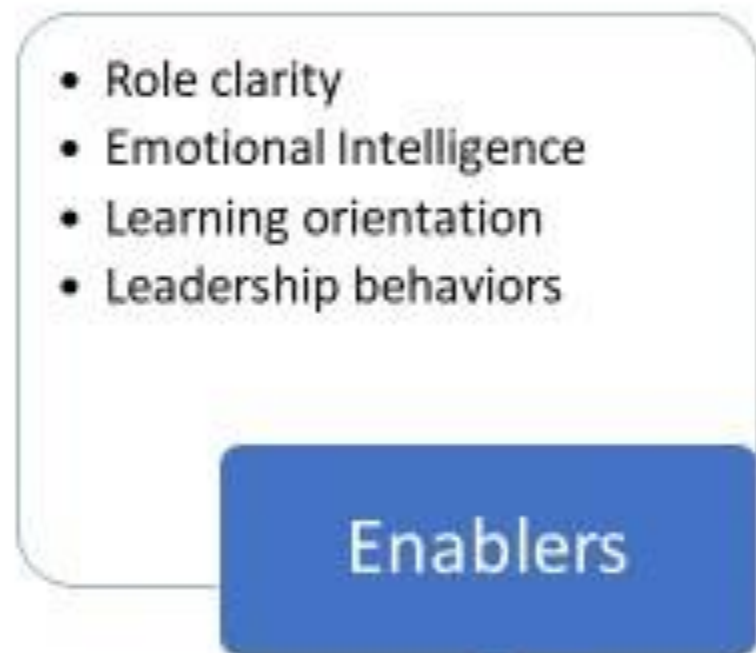 • Role clarity
• Emotional Intelligence
• Learning orientation
• Leadership behaviors
Enablers